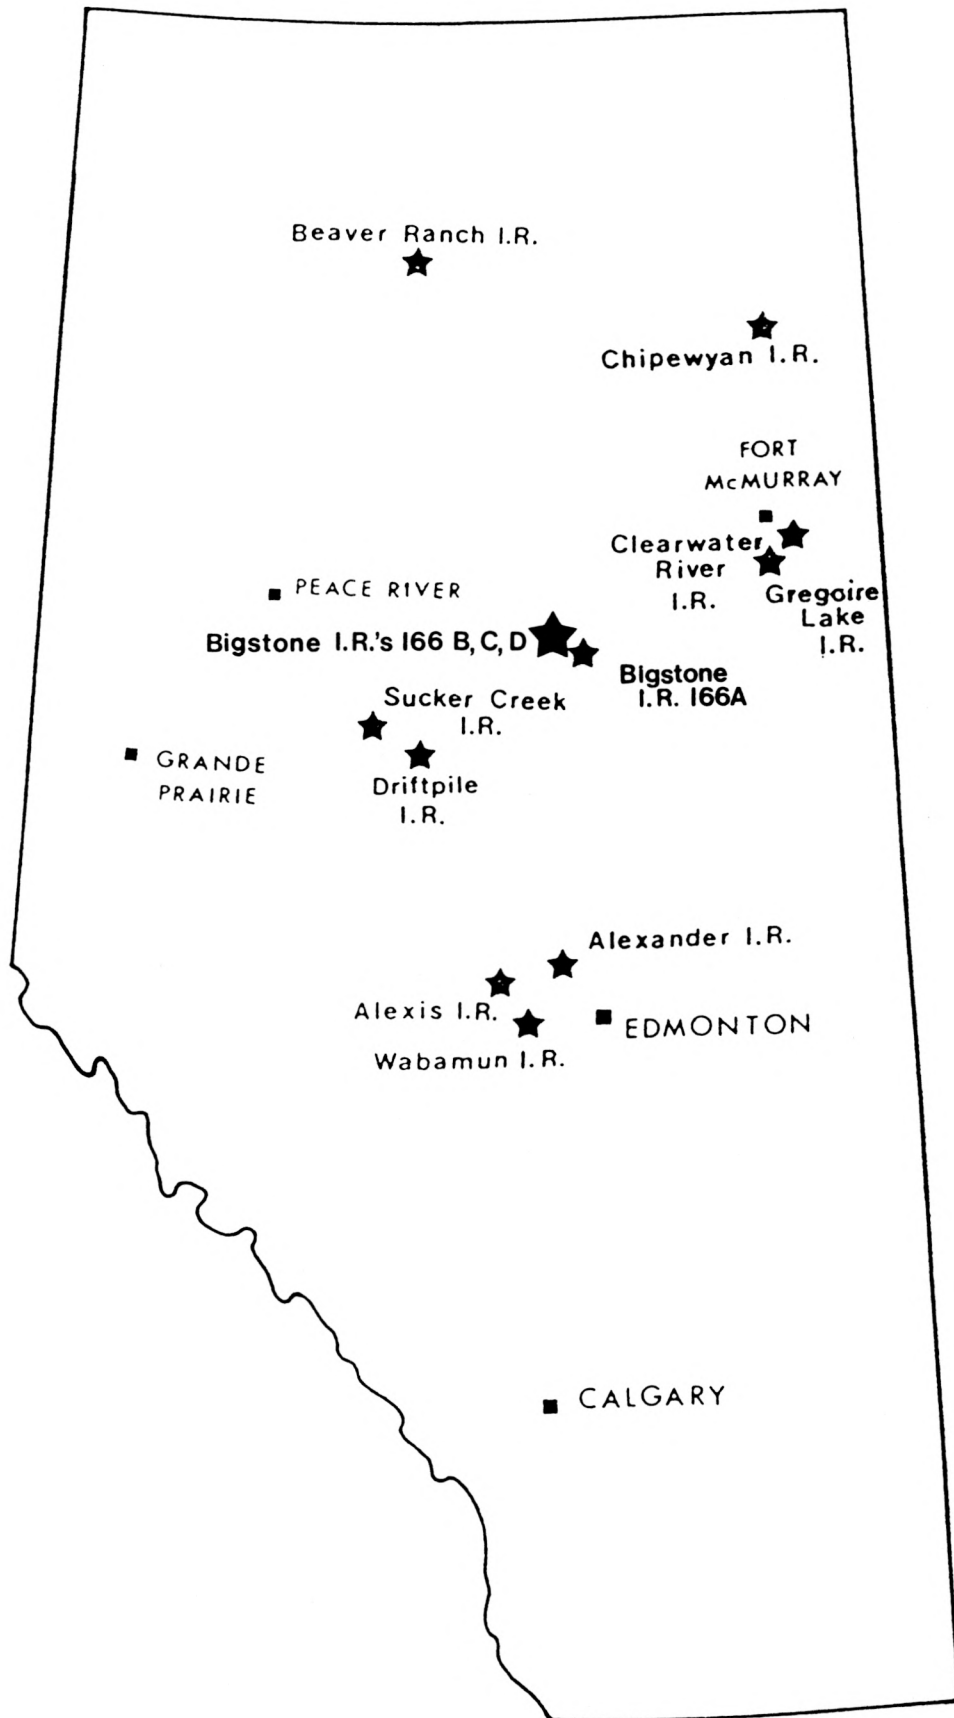 Beaver Ranch I.R.
Chipewyan I.R.
FORT
McMURRAY
Clearwater
River
I.R.
Gregoire
Lake
I.R.
PEACE RIVER
Bigstone I.R.'s 166 B, C, D
Bigstone
I.R. 166A
Sucker Creek
I.R.
GRANDE
PRAIRIE
Driftpile
I.R.
Alexander I.R.
Alexis I.R.
EDMONTON
Wabamun I.R.
CALGARY